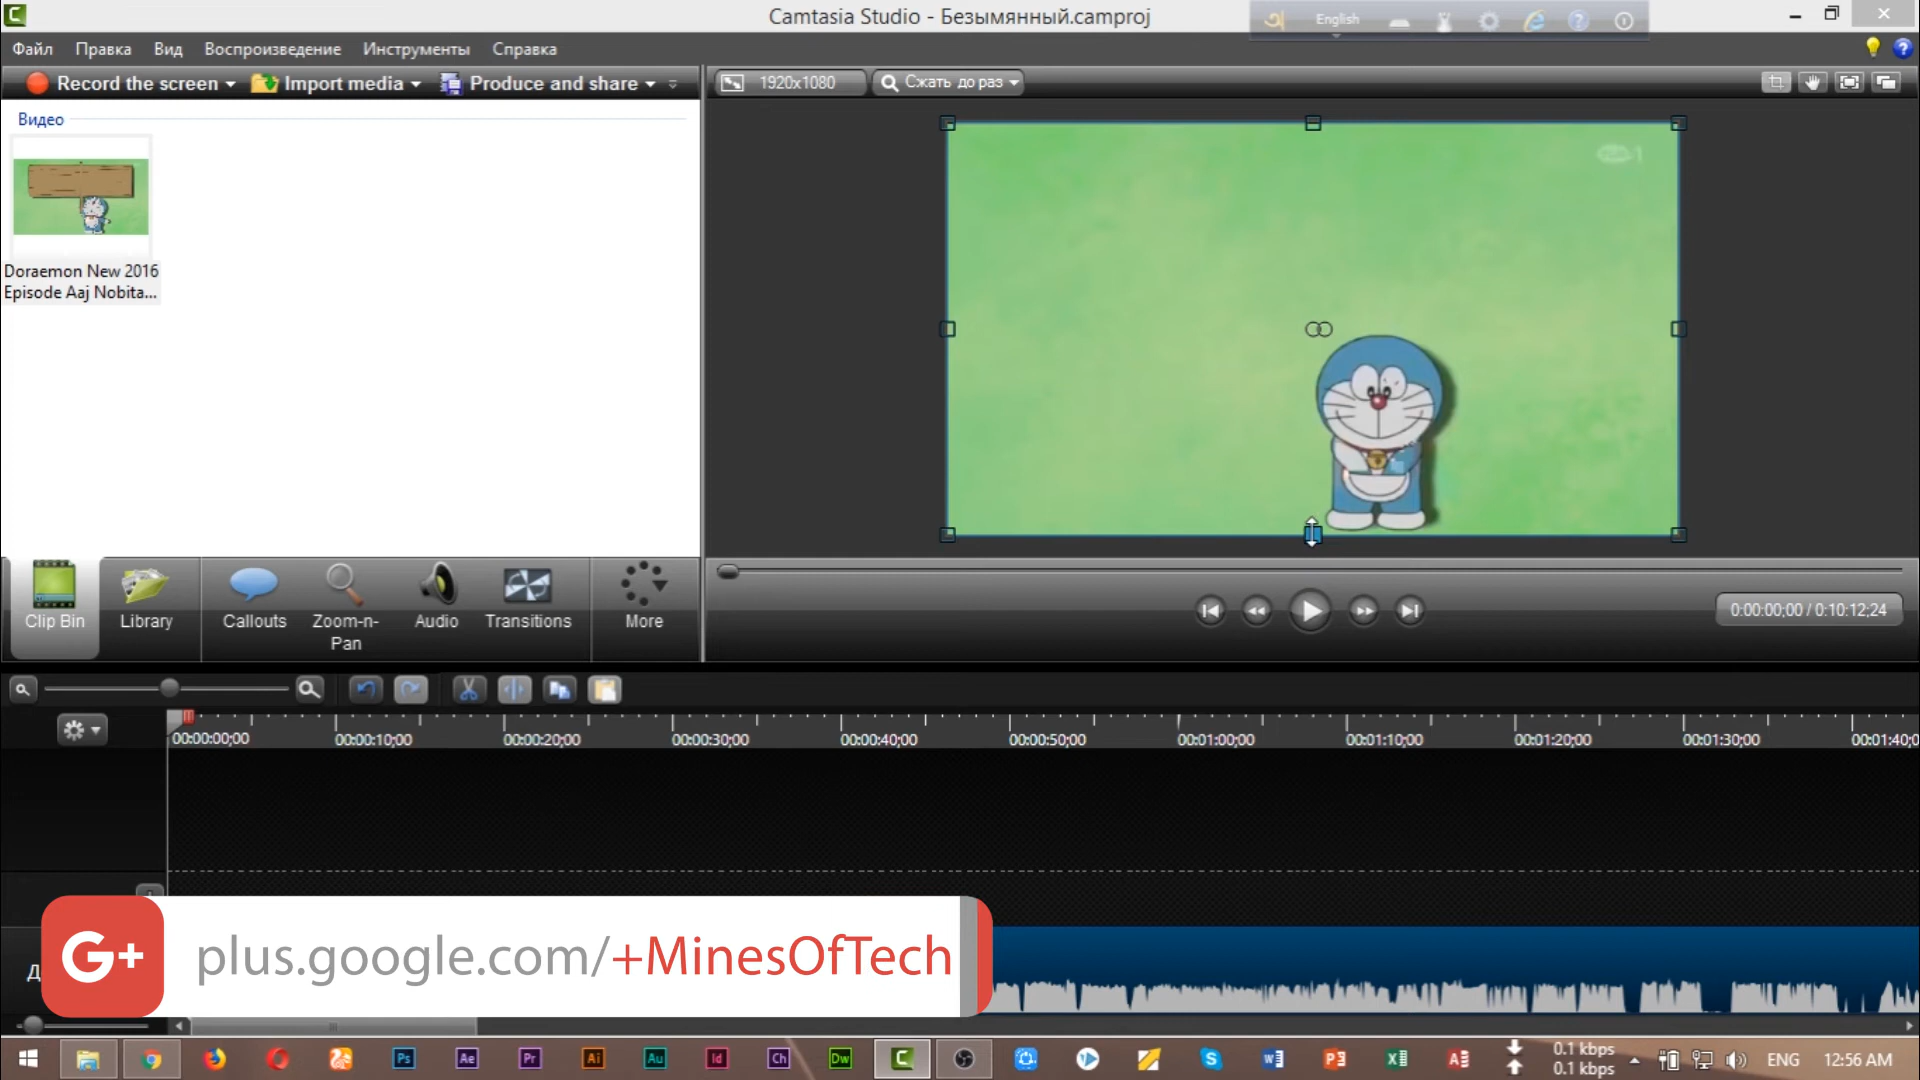 Camtasia Studio - Безымянный.camproj
English
Файл Правка Вид Воспроизведение Инструменты Справка
Record the screen Import media Produce and share
1920x1080 Сжать до раз
Видео
Doraemon New 2016
Episode Aaj Nobita...
Clip Bin Library Callouts Zoom-n-
Pan Audio Transitions More
0:00:00;00 / 0:10:12;24
00:00:00;00 00:00:10;00 00:00:20;00 00:00:30;00 00:00:40;00 00:00:50;00 00:01:00;00 00:01:10;00 00:01:20;00 00:01:30;00 00:01:40;0
G+ plus.google.com/+MinesOfTech
Ps Ae Pr Ai Au Id Ch Dw
0.1 kbps
0.1 kbps
ENG 12:56 AM